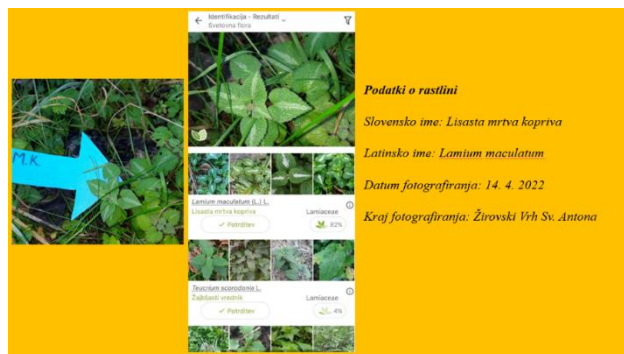 M.K.
Identifikacija - Rezultati
Svetovna flora
Lamium maculatum (L.) L.
Lisasta mrtva kopriva
Lamiaceae
✓ Potrditev
82%
Teucrium scorodonia L.
Žajbljasti vrednik
Lamiaceae
✓ Potrditev
4%
Podatki o rastlini
Slovensko ime: Lisasta mrtva kopriva
Latinsko ime: Lamium maculatum
Datum fotografiranja: 14. 4. 2022
Kraj fotografiranja: Žirovski Vrh Sv. Antona